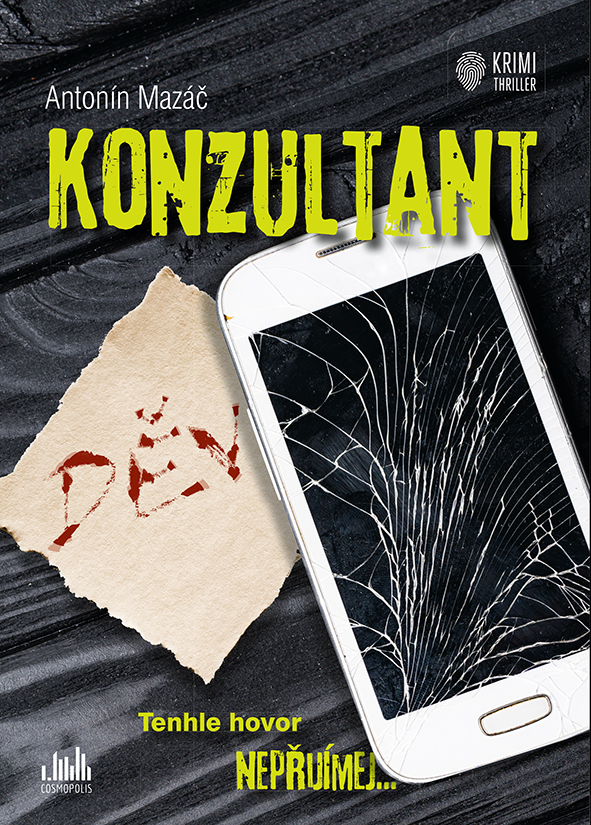 KRIMI
THRILLER
Antonín Mazáč
KONZULTANT
DĚV
Tenhle hovor
NEPŘIJÍMEJ...
COSMOPOLIS